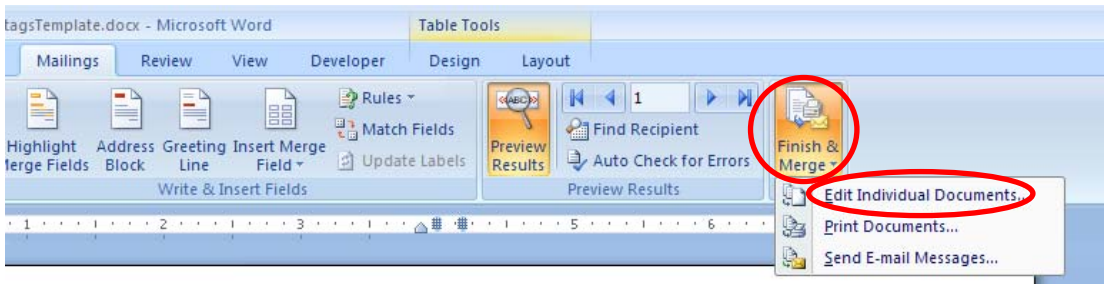 tagsTemplate.docx - Microsoft Word
Table Tools
Mailings Review View Developer Design Layout
Highlight Merge Fields
Address Block
Greeting Line
Insert Merge Field
Rules
Match Fields
Update Labels
Write & Insert Fields
«ABC»
Preview Results
1
Find Recipient
Auto Check for Errors
Preview Results
Finish & Merge
Edit Individual Documents...
Print Documents...
Send E-mail Messages...
1 2 3 5 6